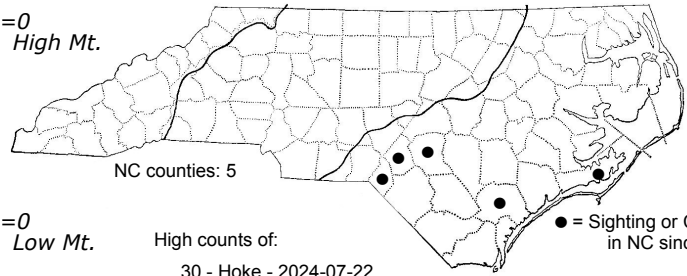 =0
High Mt.
NC counties: 5
=0
Low Mt.
High counts of:
30 - Hoke - 2024-07-22
● = Sighting or
in NC